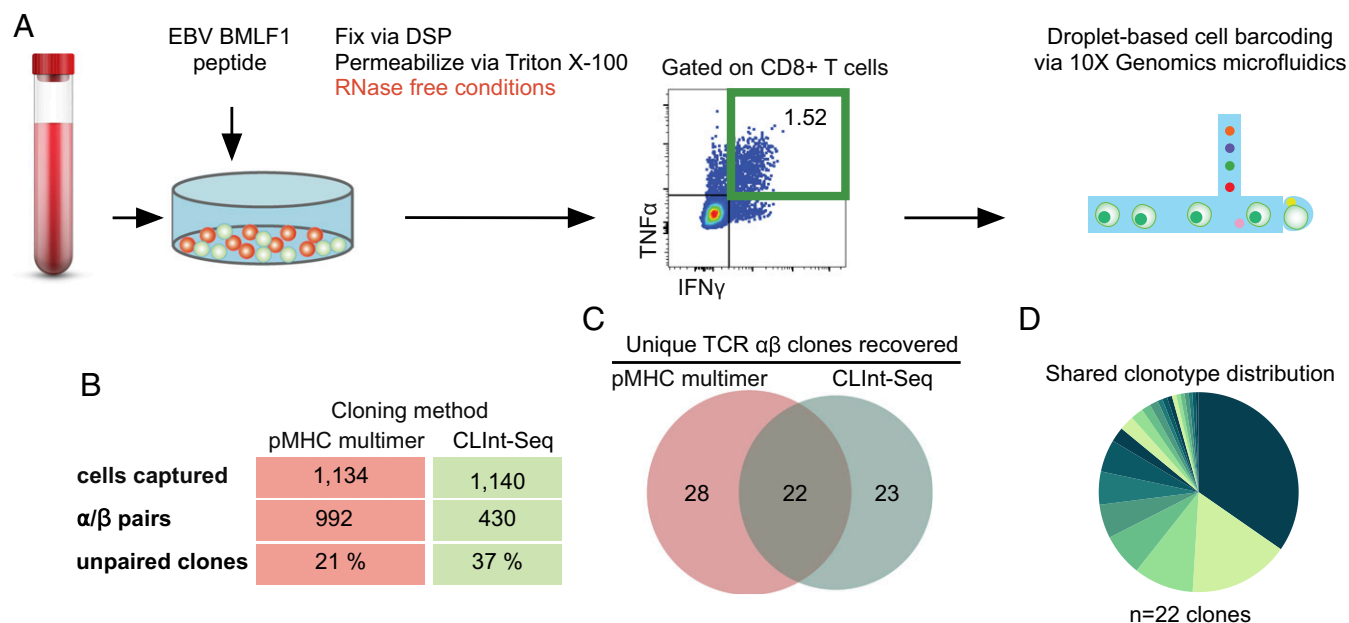 A
EBV BMLF1
peptide
Fix via DSP
Permeabilize via Triton X-100
RNase free conditions
Gated on CD8+ T cells
1.52
TNFα
IFNγ
Droplet-based cell barcoding
via 10X Genomics microfluidics
B
Cloning method
pMHC multimer CLInt-Seq
cells captured 1,134 1,140
α/β pairs 992 430
unpaired clones 21 % 37 %
C
Unique TCR αβ clones recovered
pMHC multimer CLInt-Seq
28 22 23
D
Shared clonotype distribution
n=22 clones